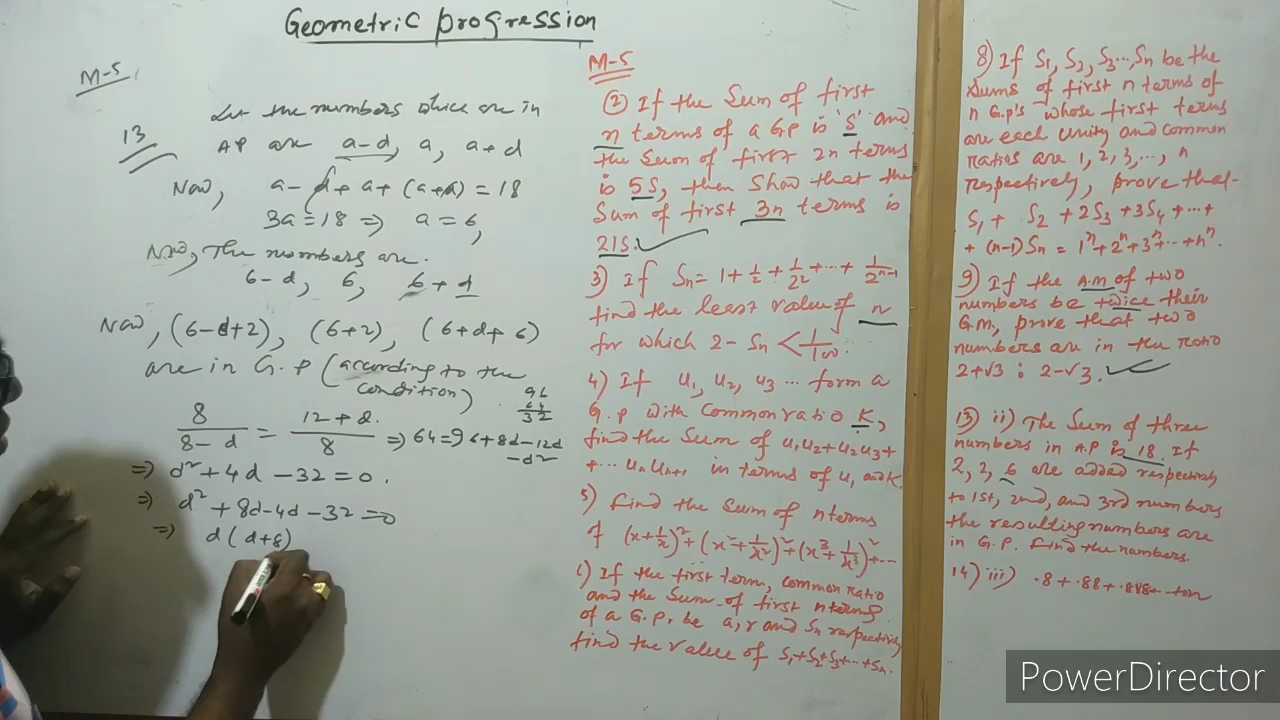 Geometric progression
M-5
13
Let the numbers which are in
AP are a-d, a, a+d
Now, a-d+a+(a+d) = 18
3a=18 => a=6,
Now, The numbers are.
6-d, 6, 6+d
Now, (6-d+2), (6+2), (6+d+6)
are in G.P (according to the
condition)
96
64
32
8/(8-d) = (12+d)/8 => 64=96+8d-12d
-d²
=> d²+4d-32=0.
=> d²+8d-4d-32=0
=> d(d+8)
M-5
② If the Sum of first
n terms of a GP is 'S' and
the Sum of first 2n terms
is 5S, then Show that the
Sum of first 3n terms is
21S.
3) If Sn= 1+1/2+1/2²+...+1/2ⁿ⁻¹
find the least value of n
for which 2-Sn < 1/100.
4) If u₁, u₂, u₃ ... form a
G.p with Common ratio K,
find the Sum of u₁u₂+u₂u₃+
+... unun+1 in terms of u₁ and K.
5) Find the Sum of n terms
of (x+1/x)²+(x²+1/x²)²+(x³+1/x³)²+...
6) If the first term, common ratio
and the Sum of first n terms
of a G.P. be a, r and Sn respectively
find the value of S₁+S₂+S₃+...+Sn.
8) If S₁, S₂, S₃...,Sn be the
Sums of first n terms of
n G.p's whose first terms
are each Unity and common
ratios are 1, 2, 3, ..., n
respectively, prove that-
S₁+ S₂+2S₃+3S₄+...+
+(n-1)Sn = 1ⁿ+2ⁿ+3ⁿ+...+nⁿ.
9) If the A.M of two
numbers be twice their
G.M, prove that two
numbers are in the ratio
2+√3 : 2-√3.
13) ii) The Sum of three
numbers in A.P is 18. If
2, 2, 6 are added respectively
to 1st, 2nd, and 3rd numbers
the resulting numbers are
in G.P. Find the numbers.
14) iii) .8+.88+.888+...to n
PowerDirector